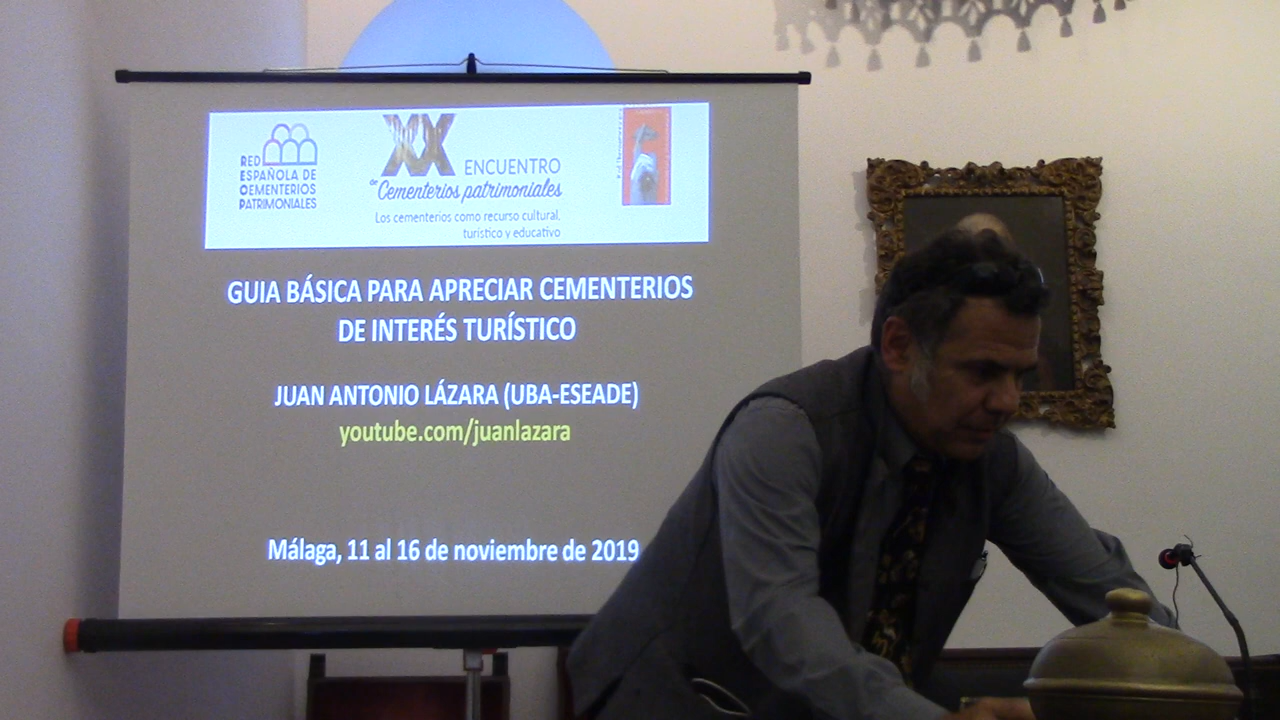 RED
ESPAÑOLA DE
CEMENTERIOS
PATRIMONIALES
XX
ENCUENTRO
de Cementerios patrimoniales
Los cementerios como recurso cultural,
turístico y educativo
GUIA BÁSICA PARA APRECIAR CEMENTERIOS
DE INTERÉS TURÍSTICO
JUAN ANTONIO LÁZARA (UBA-ESEADE)
youtube.com/juanlazara
Málaga, 11 al 16 de noviembre de 2019